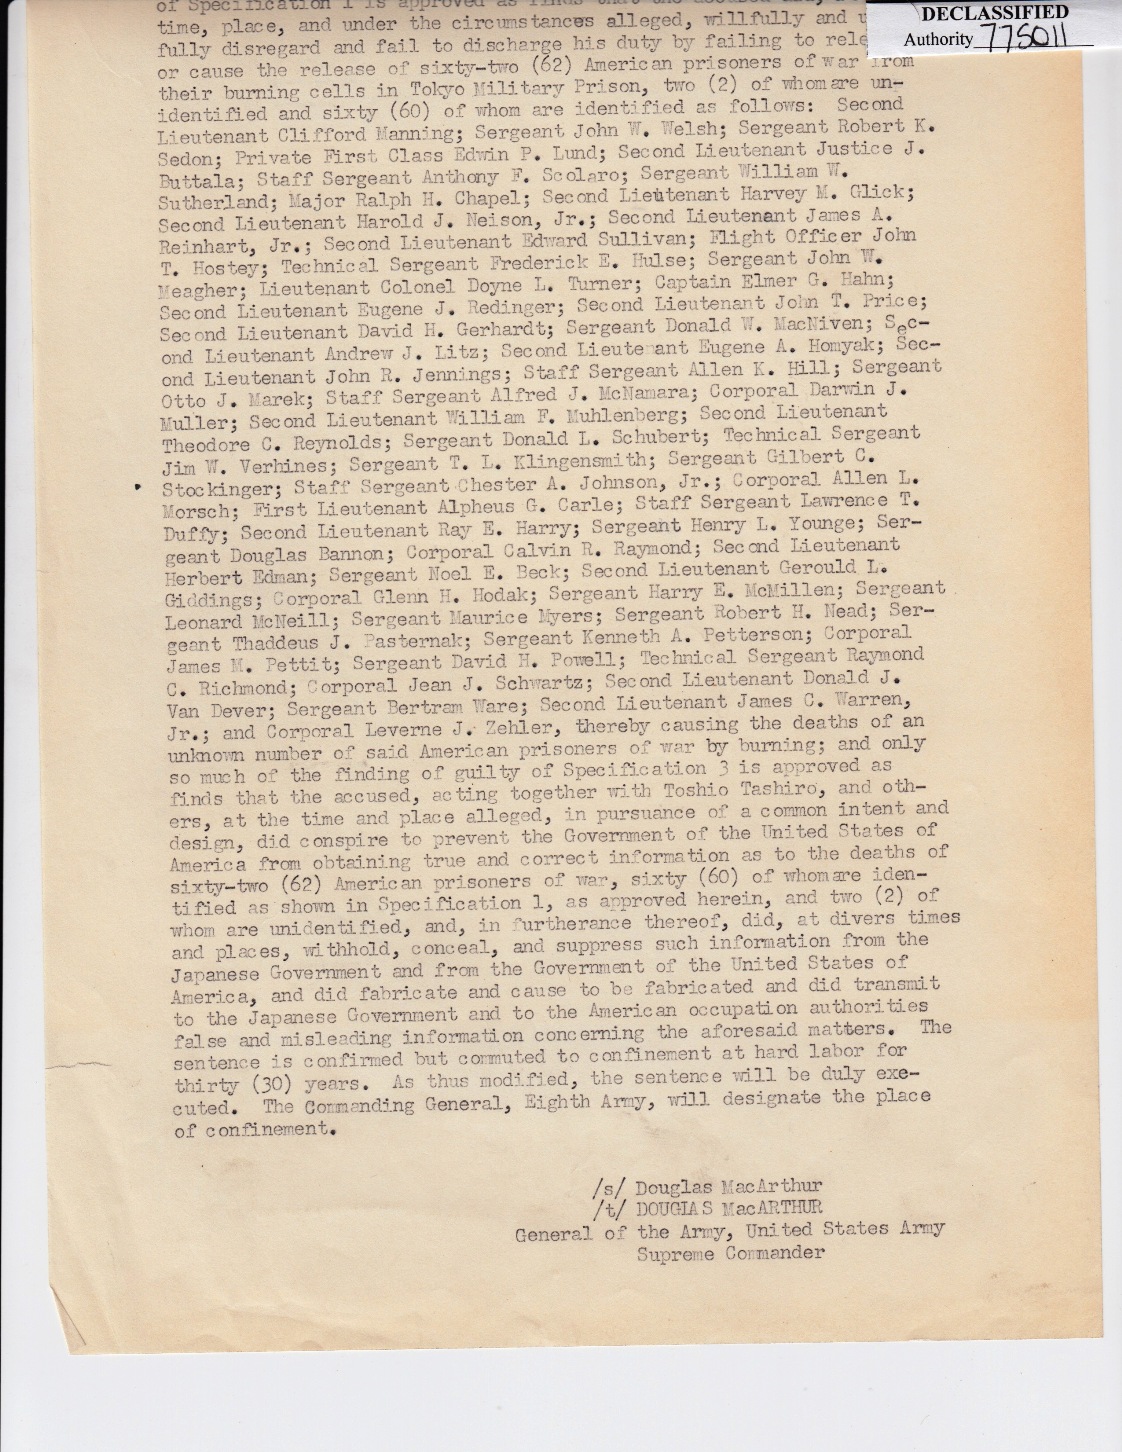 DECLASSIFIED
Authority 775011
of Specification 1 is approved as finds that the accused
time, place, and under the circumstances alleged, willfully and
fully disregard and fail to discharge his duty by failing to rele
or cause the release of sixty-two (62) American prisoners of war from
their burning cells in Tokyo Military Prison, two (2) of whom are un-
identified and sixty (60) of whom are identified as follows: Second
Lieutenant Clifford Manning; Sergeant John W. Welsh; Sergeant Robert K.
Sedon; Private First Class Edwin P. Lund; Second Lieutenant Justice J.
Buttala; Staff Sergeant Anthony F. Scolaro; Sergeant William W.
Sutherland; Major Ralph H. Chapel; Second Lieutenant Harvey M. Glick;
Second Lieutenant Harold J. Neison, Jr.; Second Lieutenant James A.
Reinhart, Jr.; Second Lieutenant Edward Sullivan; Flight Officer John
T. Hostey; Technical Sergeant Frederick E. Hulse; Sergeant John W.
Meagher; Lieutenant Colonel Doyne L. Turner; Captain Elmer G. Hahn;
Second Lieutenant Eugene J. Redinger; Second Lieutenant John T. Price;
Second Lieutenant David H. Gerhardt; Sergeant Donald W. MacNiven; Sec-
ond Lieutenant Andrew J. Litz; Second Lieutenant Eugene A. Homyak; Sec-
ond Lieutenant John R. Jennings; Staff Sergeant Allen K. Hill; Sergeant
Otto J. Marek; Staff Sergeant Alfred J. McNamara; Corporal Darwin J.
Muller; Second Lieutenant William F. Muhlenberg; Second Lieutenant
Theodore C. Reynolds; Sergeant Donald L. Schubert; Technical Sergeant
Jim W. Verhines; Sergeant T. L. Klingensmith; Sergeant Gilbert C.
Stockinger; Staff Sergeant Chester A. Johnson, Jr.; Corporal Allen L.
Morsch; First Lieutenant Alpheus G. Carle; Staff Sergeant Lawrence T.
Duffy; Second Lieutenant Ray E. Harry; Sergeant Henry L. Younge; Ser-
geant Douglas Bannon; Corporal Calvin R. Raymond; Second Lieutenant
Herbert Edman; Sergeant Noel E. Beck; Second Lieutenant Gerould L.
Giddings; Corporal Glenn H. Hodak; Sergeant Harry E. McMillen; Sergeant
Leonard McNeill; Sergeant Maurice Myers; Sergeant Robert H. Nead; Ser-
geant Thaddeus J. Pasternak; Sergeant Kenneth A. Petterson; Corporal
James M. Pettit; Sergeant David H. Powell; Technical Sergeant Raymond
C. Richmond; Corporal Jean J. Schwartz; Second Lieutenant Donald J.
Van Dever; Sergeant Bertram Ware; Second Lieutenant James C. Warren,
Jr.; and Corporal Leverne J. Zehler, thereby causing the deaths of an
unknown number of said American prisoners of war by burning; and only
so much of the finding of guilty of Specification 3 is approved as
finds that the accused, acting together with Toshio Tashiro, and oth-
ers, at the time and place alleged, in pursuance of a common intent and
design, did conspire to prevent the Government of the United States of
America from obtaining true and correct information as to the deaths of
sixty-two (62) American prisoners of war, sixty (60) of whom are iden-
tified as shown in Specification 1, as approved herein, and two (2) of
whom are unidentified, and, in furtherance thereof, did, at divers times
and places, withhold, conceal, and suppress such information from the
Japanese Government and from the Government of the United States of
America, and did fabricate and cause to be fabricated and did transmit
to the Japanese Government and to the American occupation authorities
false and misleading information concerning the aforesaid matters. The
sentence is confirmed but commuted to confinement at hard labor for
thirty (30) years. As thus modified, the sentence will be duly exe-
cuted. The Commanding General, Eighth Army, will designate the place
of confinement.
/s/ Douglas MacArthur
/t/ DOUGLAS MacARTHUR
General of the Army, United States Army
Supreme Commander